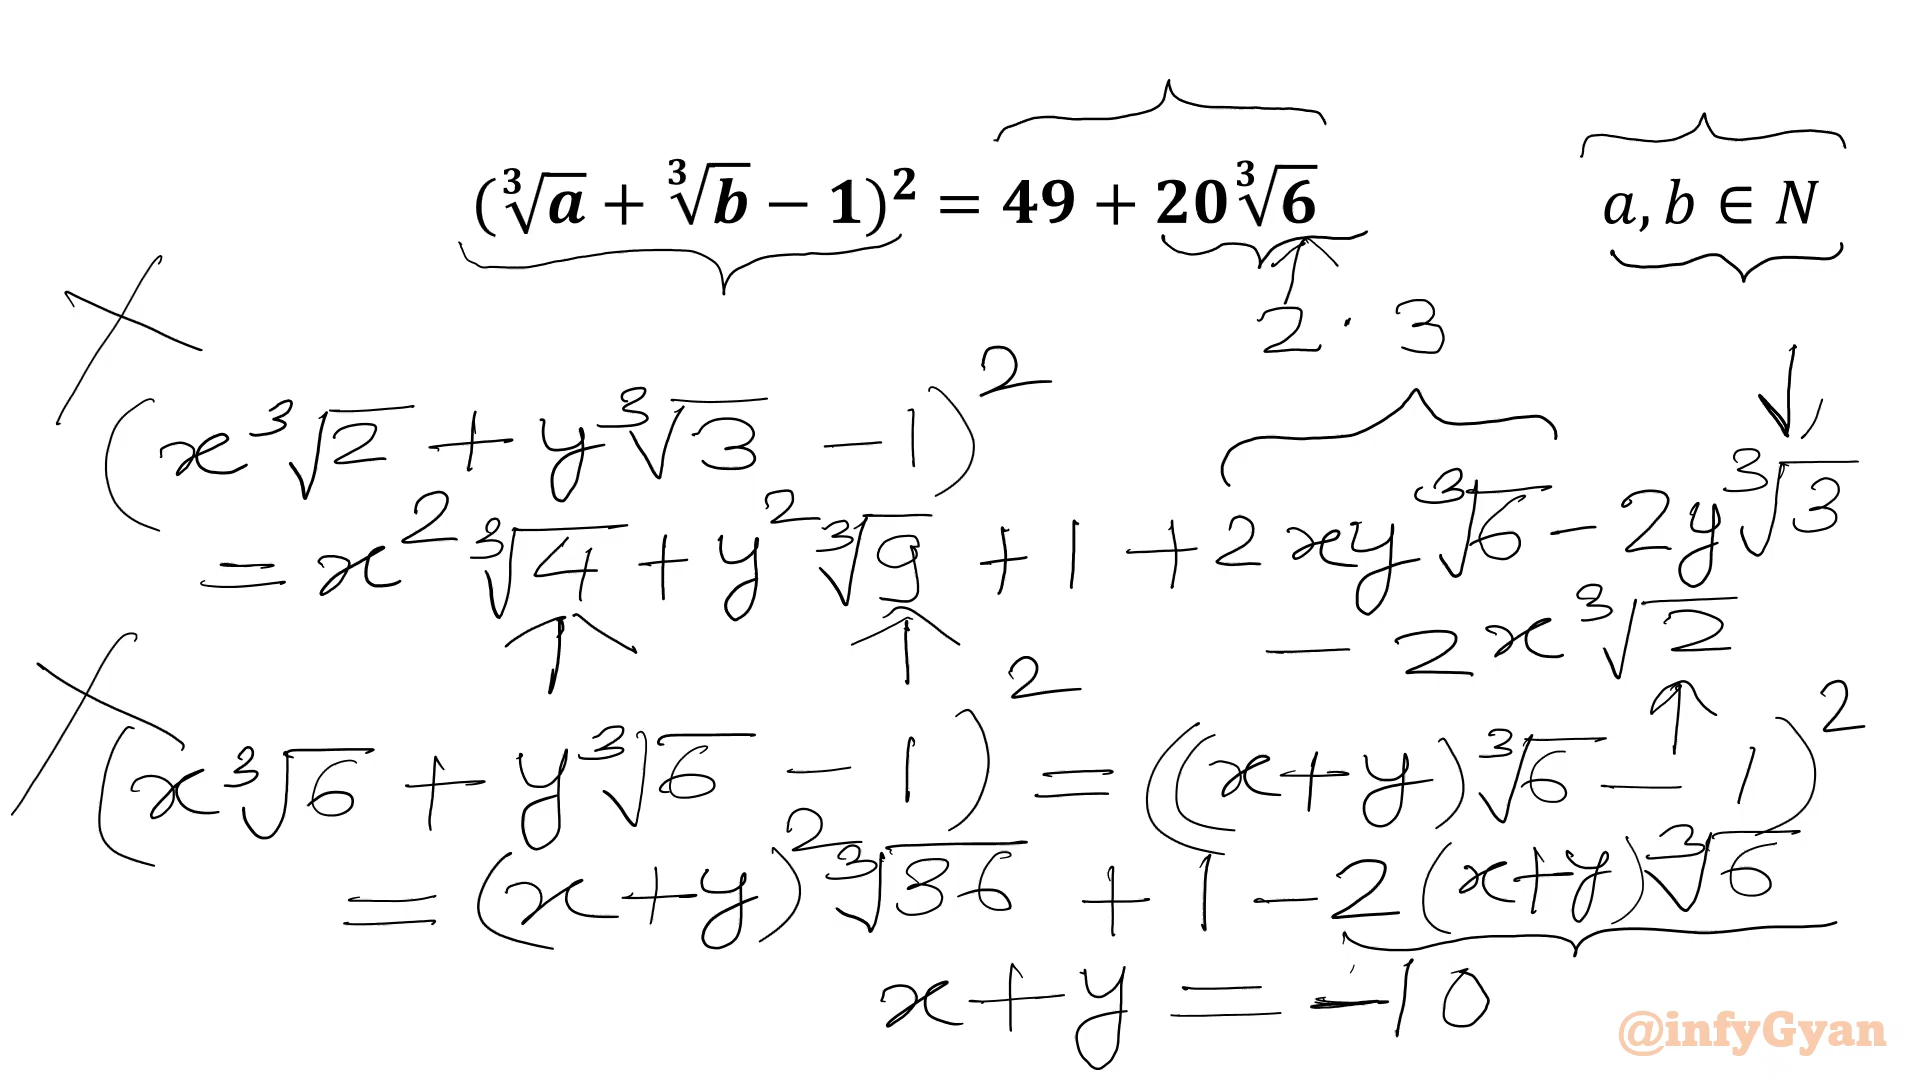 (∛a + ∛b − 1)² = 49 + 20∛6 a, b ∈ N
2 · 3
(x∛2 + y∛3 − 1)²
= x²∛4 + y²∛9 + 1 + 2xy∛6 − 2y∛3
− 2x∛2
(x∛6 + y∛6 − 1)² = ((x+y)∛6 − 1)²
= (x+y)²∛36 + 1 − 2(x+y)∛6
x+y = −10
@infyGyan